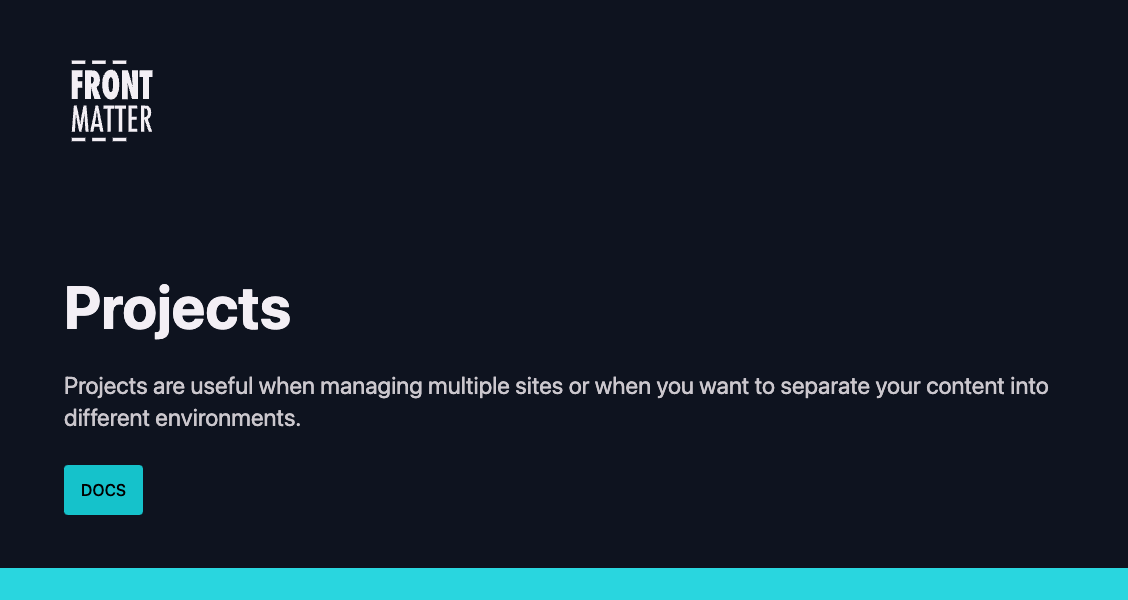 FRONT
MATTER
Projects
Projects are useful when managing multiple sites or when you want to separate your content into
different environments.
DOCS